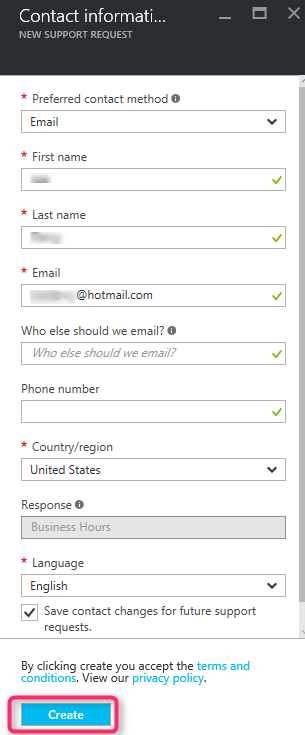 Contact informati...
NEW SUPPORT REQUEST
* Preferred contact method
Email
* First name
* Last name
* Email
@hotmail.com
Who else should we email?
Who else should we email?
Phone number
* Country/region
United States
Response
Business Hours
* Language
English
Save contact changes for future support
requests.
By clicking create you accept the terms and
conditions. View our privacy policy.
Create